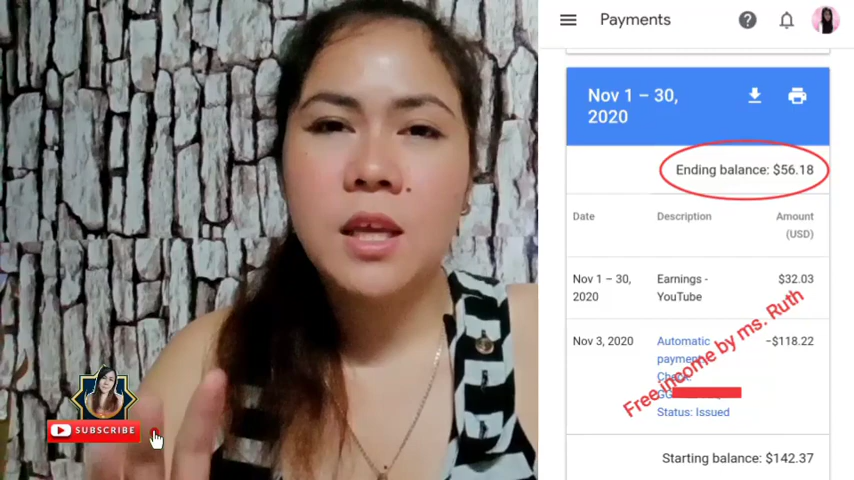 Payments
Nov 1 – 30,
2020
Ending balance: $56.18
Date Description Amount
(USD)
Nov 1 – 30, Earnings - $32.03
2020 YouTube
Nov 3, 2020 Automatic −$118.22
Status: Issued
Starting balance: $142.37
Free income by ms. Ruth
SUBSCRIBE